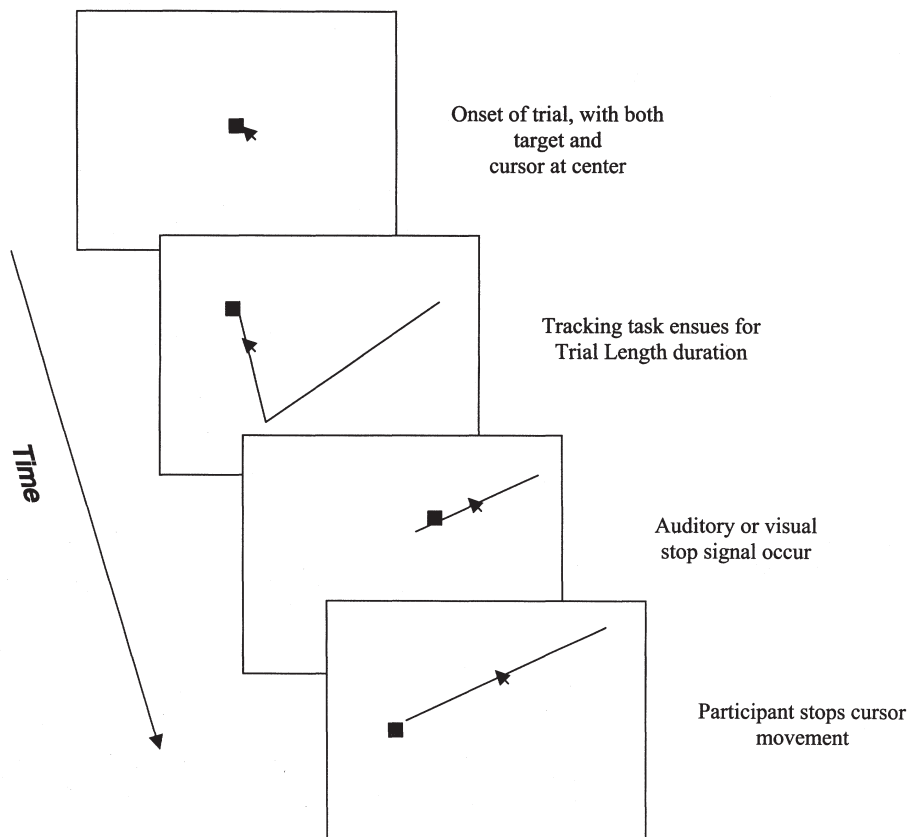 Onset of trial, with both
target and
cursor at center
Tracking task ensues for
Trial Length duration
Time
Auditory or visual
stop signal occur
Participant stops cursor
movement